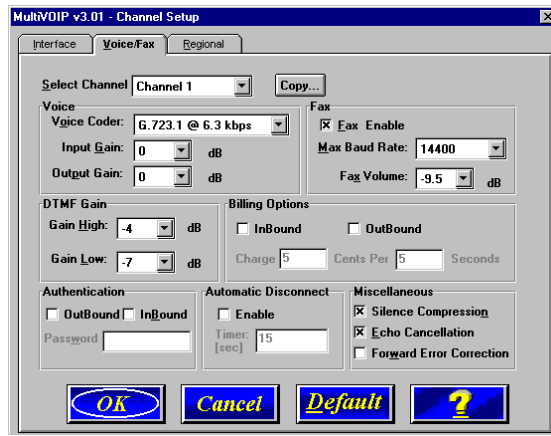 MultiVOIP v3.01 - Channel Setup
Interface Voice/Fax Regional
Select Channel Channel 1 Copy...
Voice
Voice Coder: G.723.1 @ 6.3 kbps
Input Gain: 0 dB
Output Gain: 0 dB
Fax
Fax Enable
Max Baud Rate: 14400
Fax Volume: -9.5 dB
DTMF Gain
Gain High: -4 dB
Gain Low: -7 dB
Billing Options
InBound OutBound
Charge 5 Cents Per 5 Seconds
Authentication
OutBound InBound
Password
Automatic Disconnect
Enable
Timer: 15
[sec]
Miscellaneous
Silence Compression
Echo Cancellation
Forward Error Correction
OK Cancel Default ?